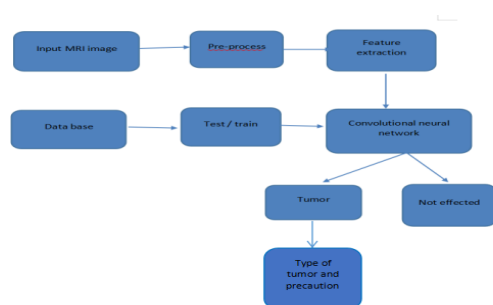 Input MRI image
Pre-process
Feature
extraction
Data base
Test / train
Convolutional neural
network
Tumor
Not effected
Type of
tumor and
precaution